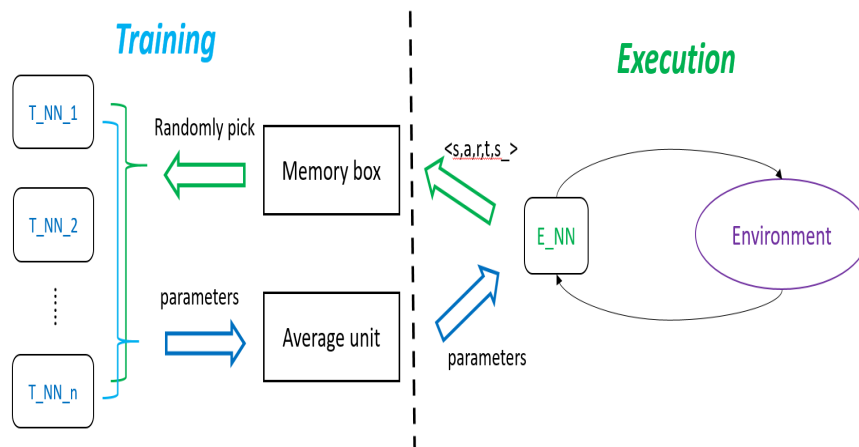 Training
Execution
T_NN_1
T_NN_2
......
T_NN_n
Randomly pick
Memory box
parameters
Average unit
<s,a,r,t,s_>
E_NN
Environment
parameters